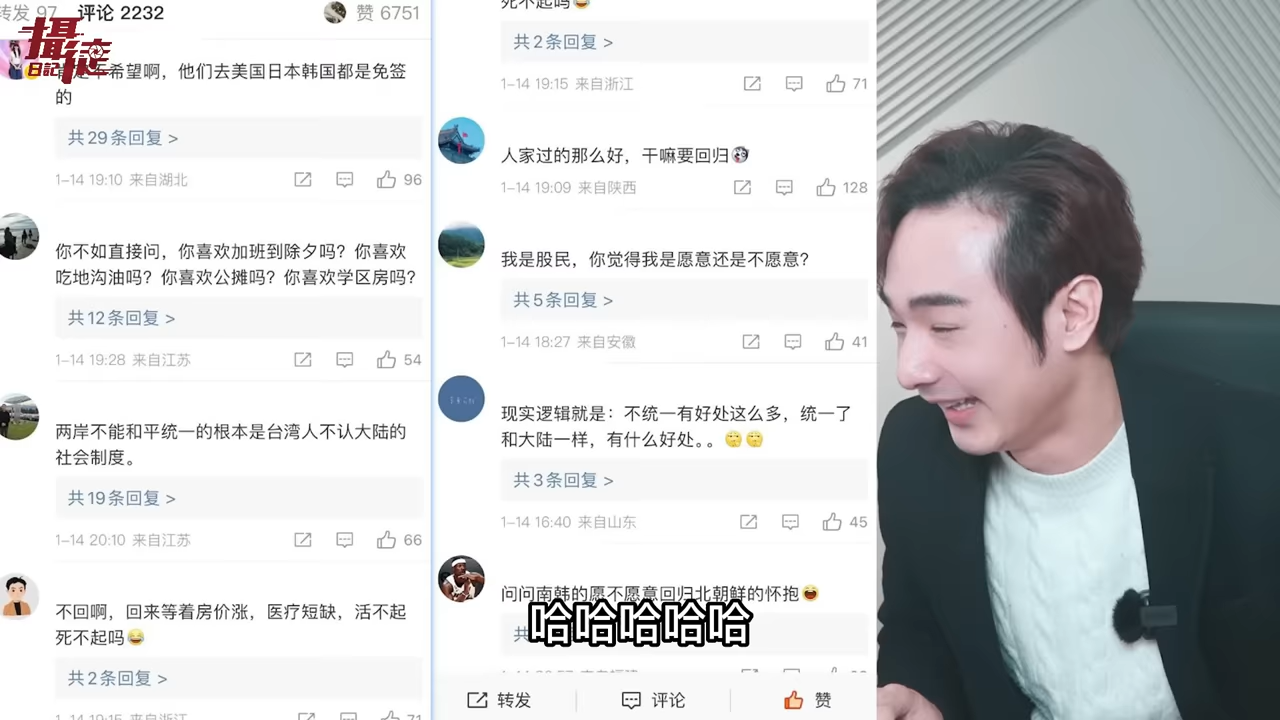 转发 97 评论 2232
赞 6751
攝徒
日記
希望啊，他们去美国日本韩国都是免签
的
共29条回复 >
1-14 19:10 来自湖北
96
你不如直接问，你喜欢加班到除夕吗？你喜欢
吃地沟油吗？你喜欢公摊吗？你喜欢学区房吗？
共12条回复 >
1-14 19:28 来自江苏
54
两岸不能和平统一的根本是台湾人不认大陆的
社会制度。
共19条回复 >
1-14 20:10 来自江苏
66
不回啊，回来等着房价涨，医疗短缺，活不起
死不起吗😂
共2条回复 >
1-14 19:15 来自浙江
71
死不起吗😂
共2条回复 >
1-14 19:15 来自浙江
71
人家过的那么好，干嘛要回归
1-14 19:09 来自陕西
128
我是股民，你觉得我是愿意还是不愿意？
共5条回复 >
1-14 18:27 来自安徽
41
现实逻辑就是：不统一有好处这么多，统一了
和大陆一样，有什么好处。。🙄🙄
共3条回复 >
1-14 16:40 来自山东
45
问问南韩的愿不愿意回归北朝鲜的怀抱😆
共
哈哈哈哈哈
转发
评论
赞